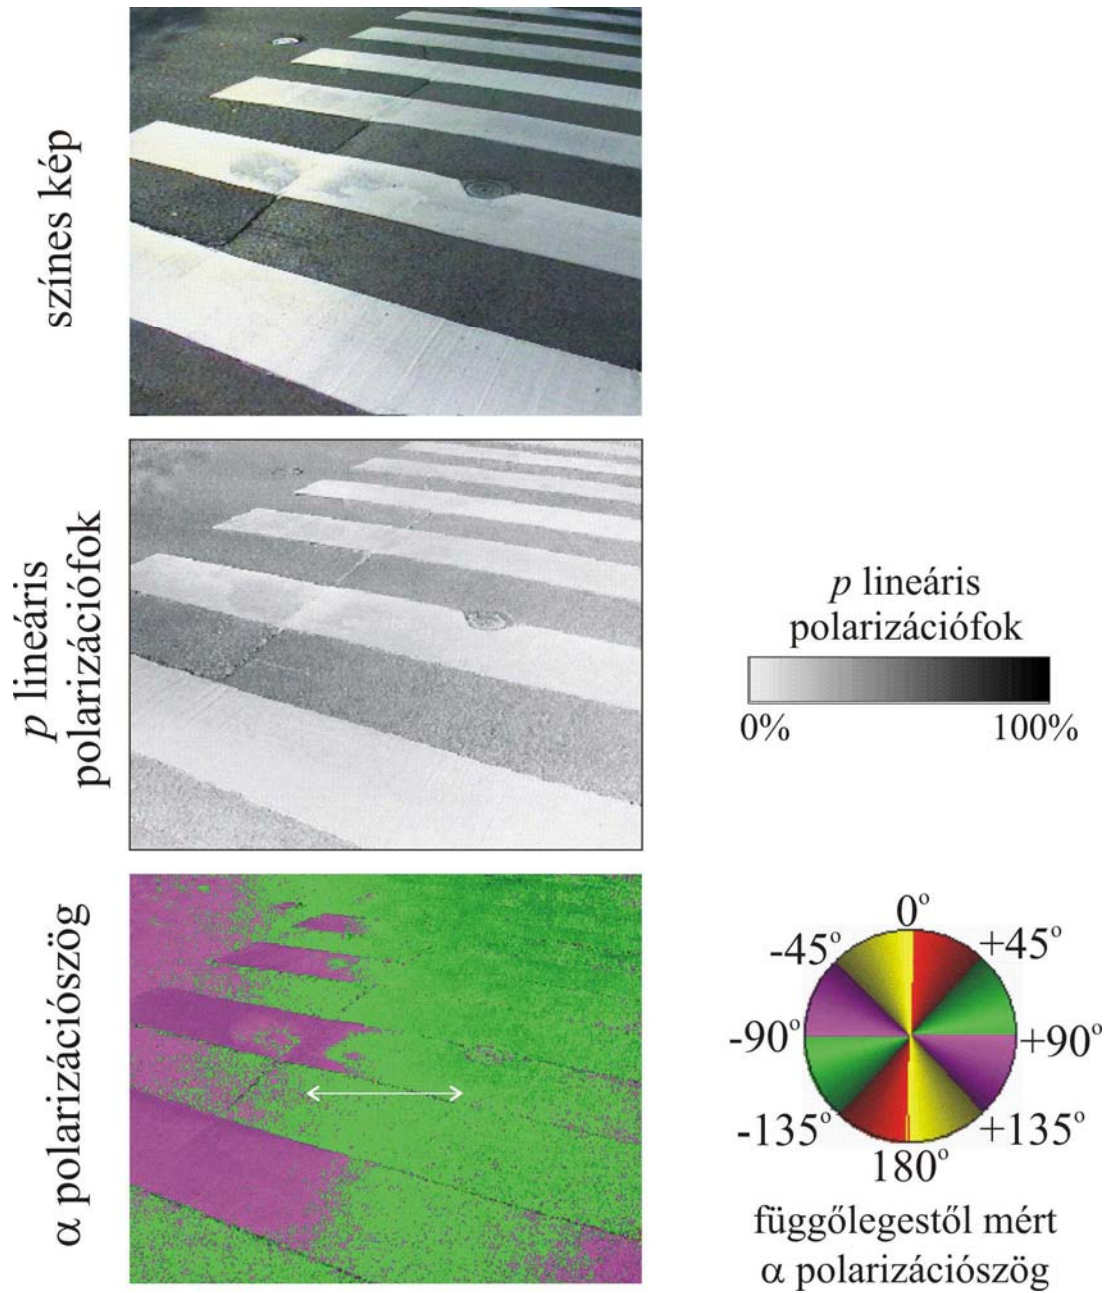 színes kép
p lineáris
polarizációfok
p lineáris
polarizációfok
0% 100%
α polarizációszög
0°
-45° +45°
-90° +90°
-135° +135°
180°
függőlegestől mért
α polarizációszög